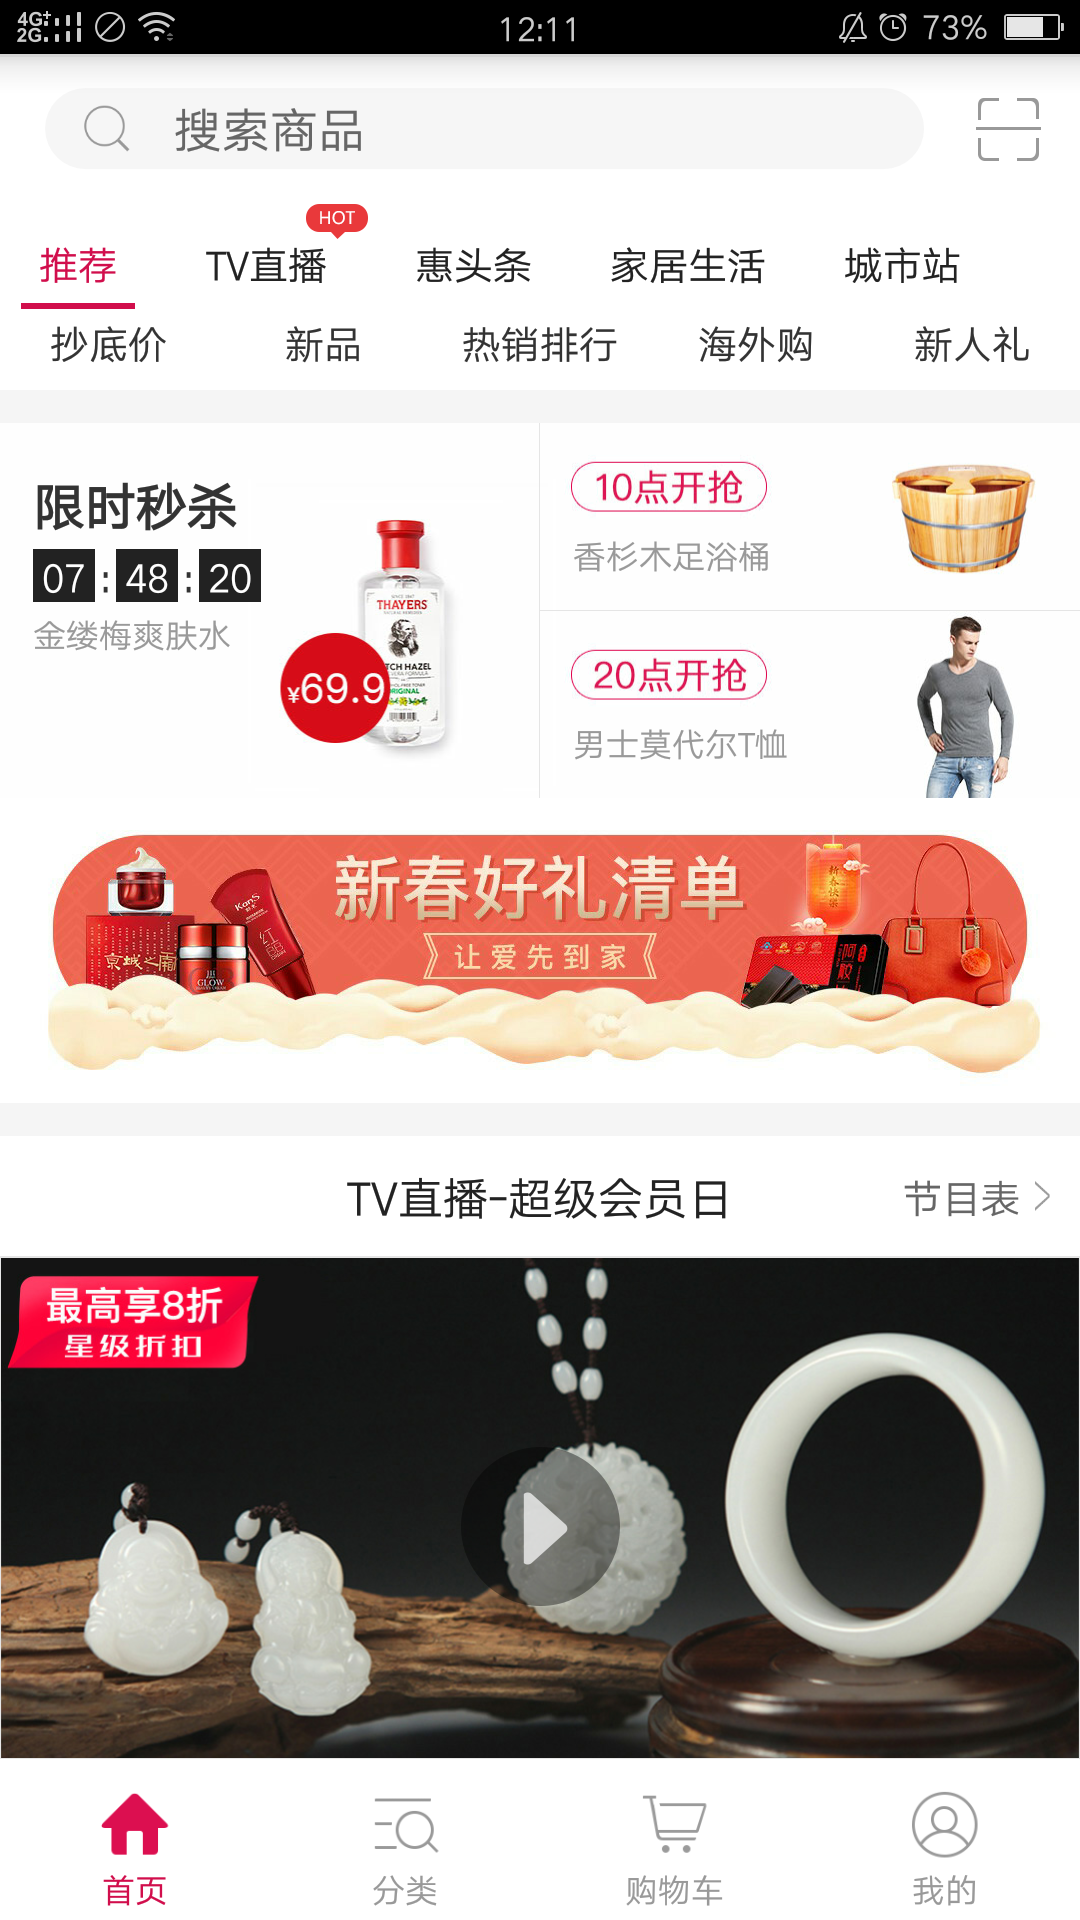 4G+
2G
12:11
73%
搜索商品
HOT
推荐
TV直播
惠头条
家居生活
城市站
抄底价
新品
热销排行
海外购
新人礼
限时秒杀
07:48:20
金缕梅爽肤水
THAYERS
ORIGINAL
¥69.9
10点开抢
香杉木足浴桶
20点开抢
男士莫代尔T恤
新春好礼清单
让爱先到家
KanS
GLOW
新春快乐
TV直播-超级会员日
节目表
最高享8折
星级折扣
首页
分类
购物车
我的